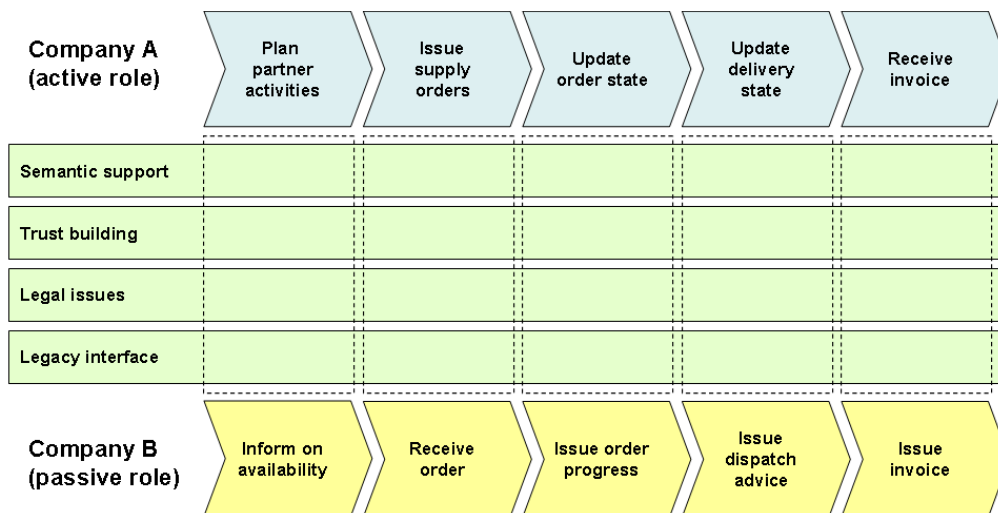 Company A
(active role)
Plan
partner
activities
Issue
supply
orders
Update
order state
Update
delivery
state
Receive
invoice
Semantic support
Trust building
Legal issues
Legacy interface
Company B
(passive role)
Inform on
availability
Receive
order
Issue order
progress
Issue
dispatch
advice
Issue
invoice